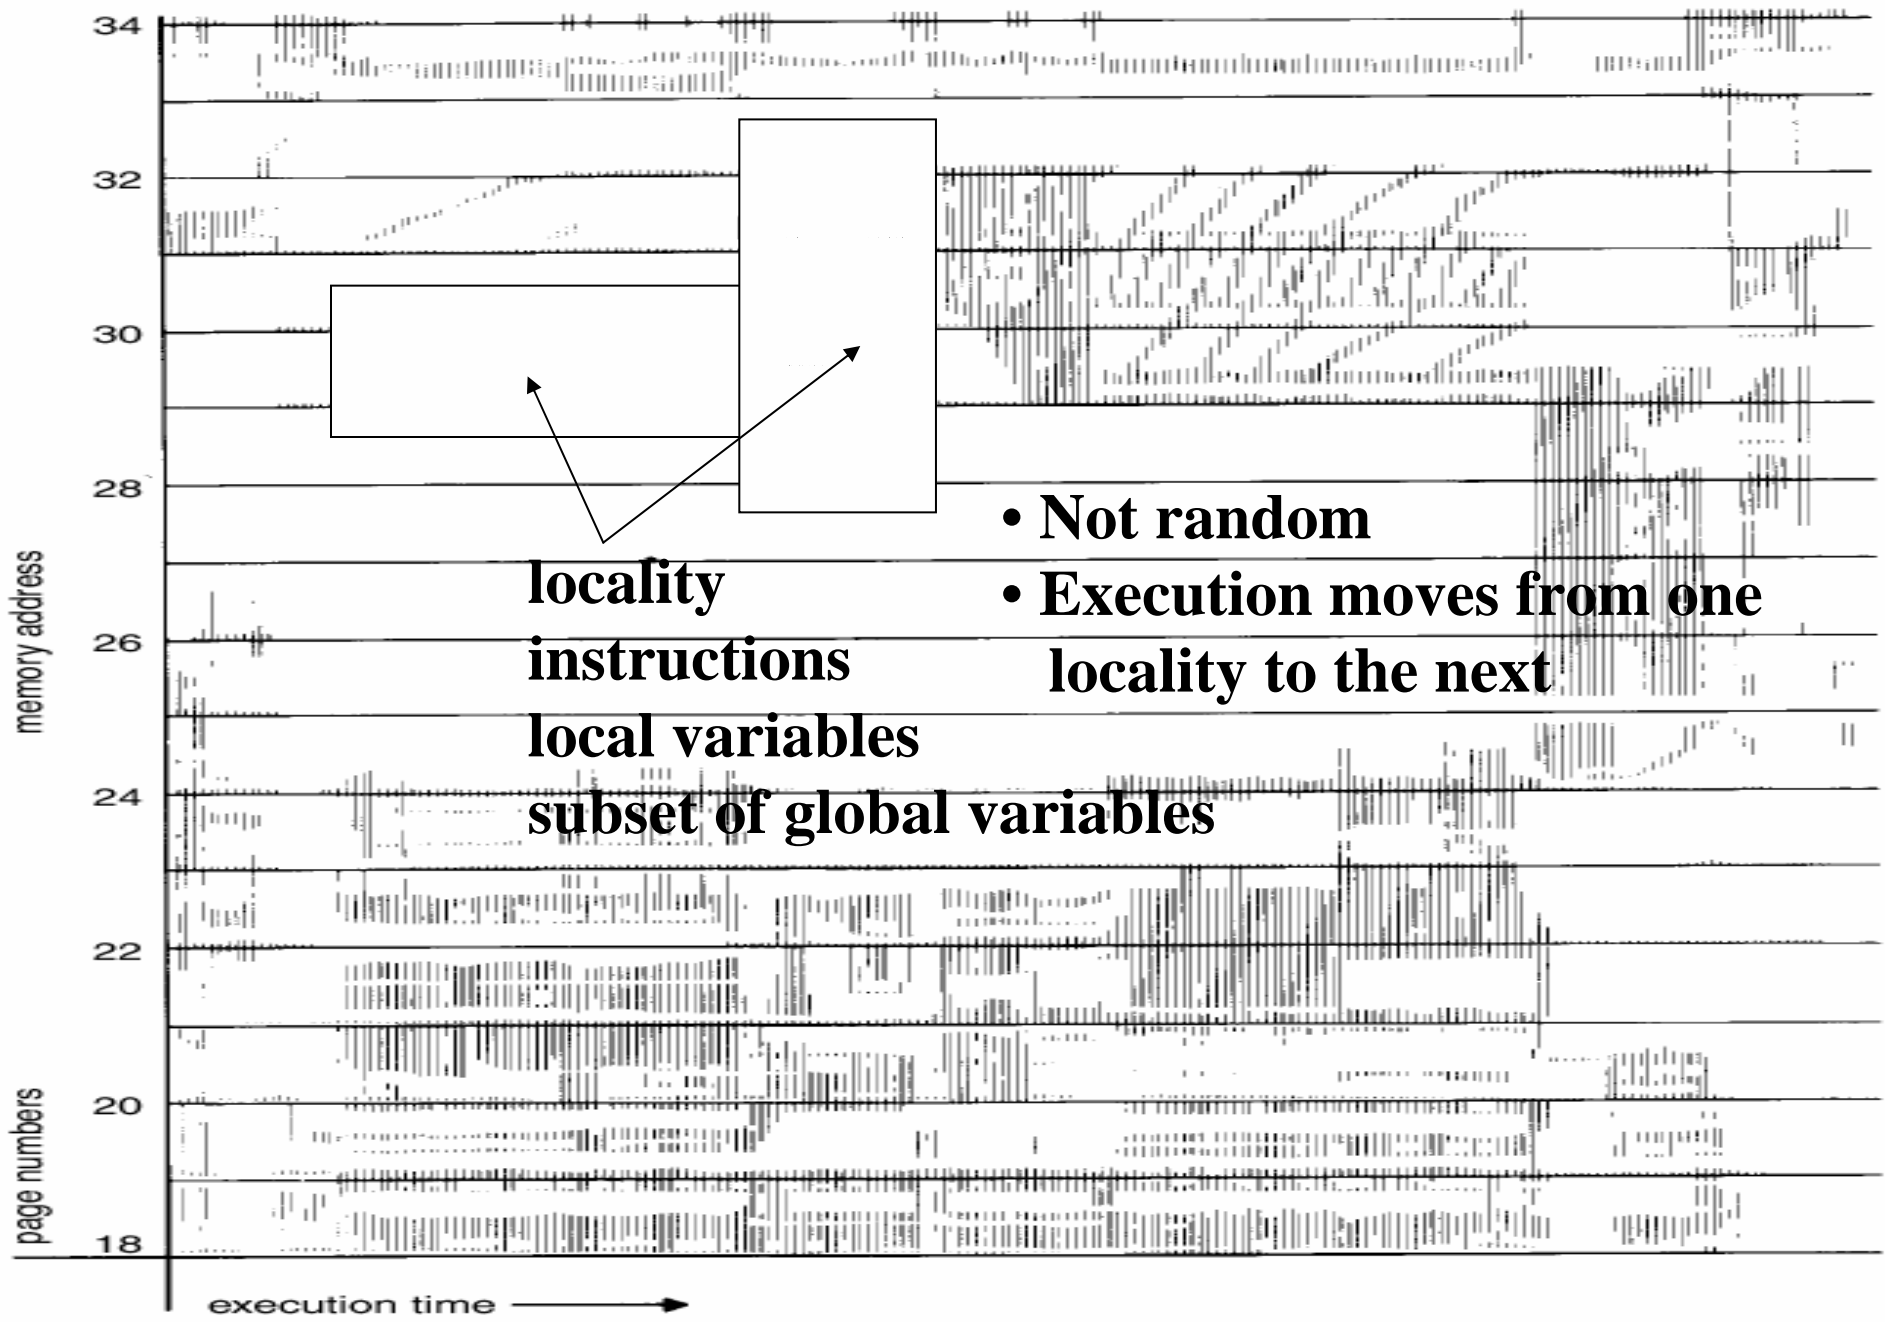 34
32
30
28
26
24
22
20
18
memory address
page numbers
execution time
locality
instructions
local variables
subset of global variables
• Not random
• Execution moves from one
locality to the next